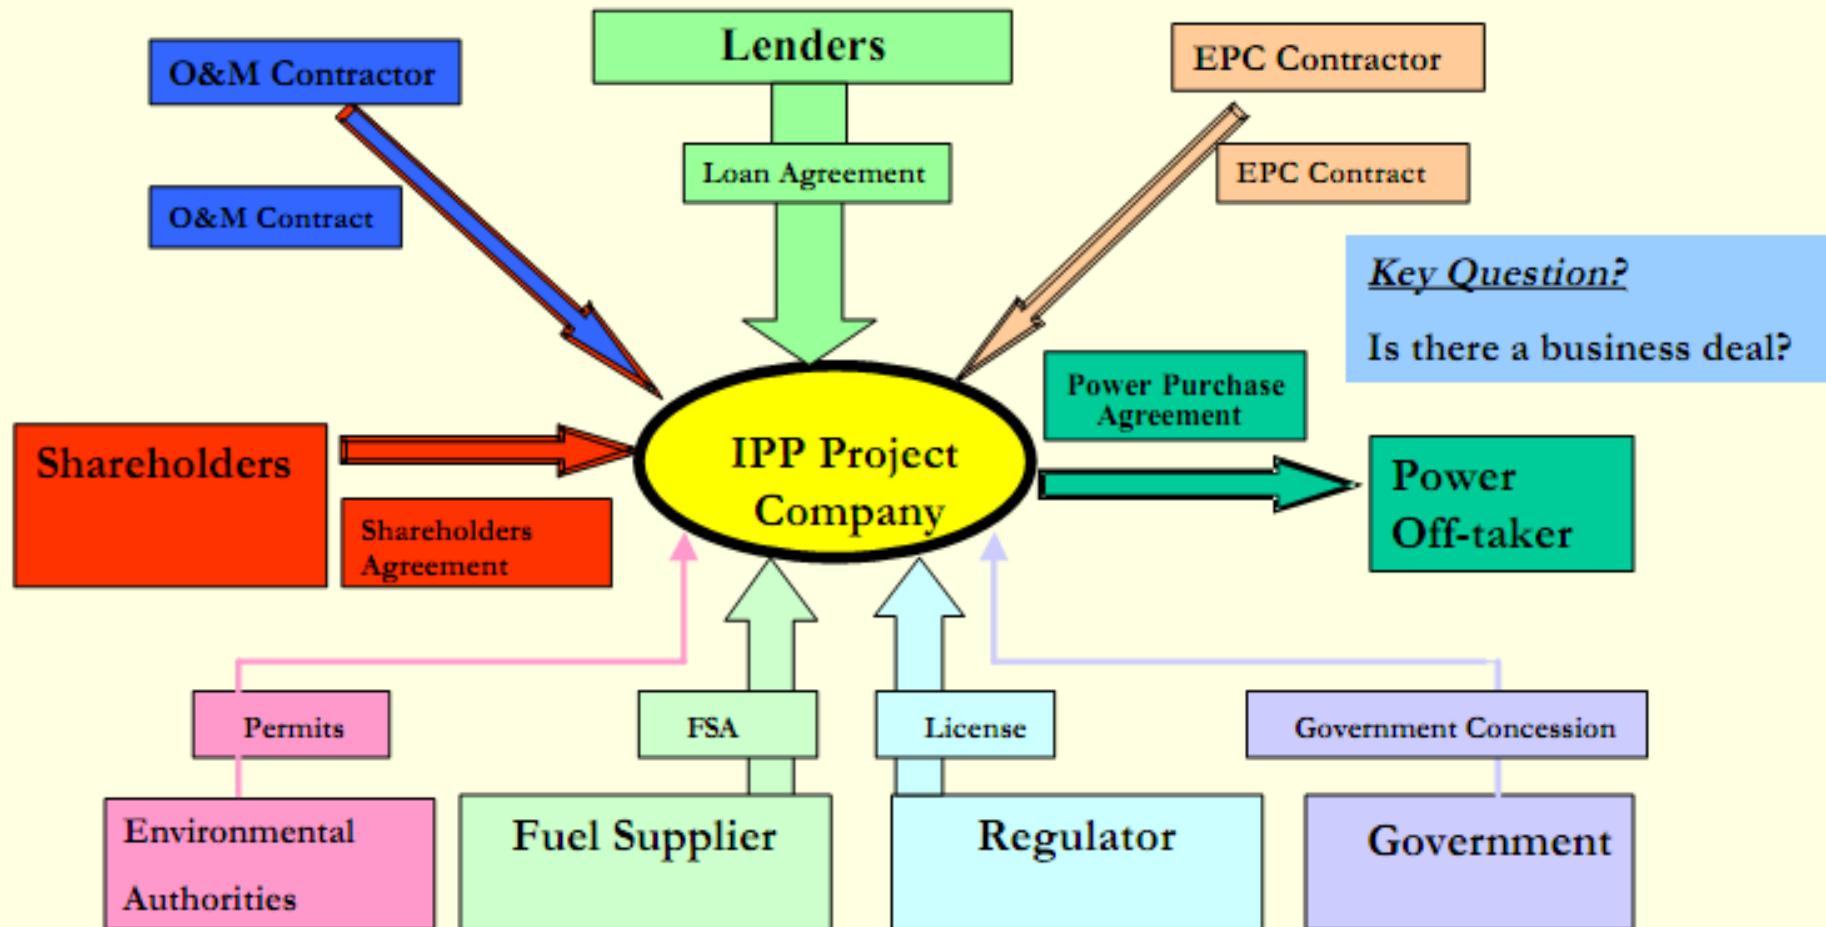 Lenders
O&M Contractor
EPC Contractor
Loan Agreement
EPC Contract
O&M Contract
Key Question?
Is there a business deal?
Power Purchase
Agreement
Shareholders
IPP Project
Company
Power
Off-taker
Shareholders
Agreement
Permits
FSA
License
Government Concession
Environmental
Authorities
Fuel Supplier
Regulator
Government